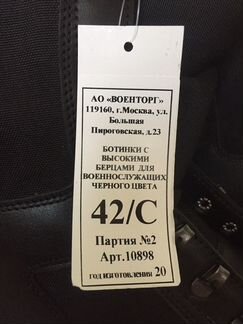 АО «ВОЕНТОРГ»
119160, г.Москва, ул.
Большая
Пироговская, д.23
БОТИНКИ С
ВЫСОКИМИ
БЕРЦАМИ ДЛЯ
ВОЕННОСЛУЖАЩИХ
ЧЕРНОГО ЦВЕТА
42/С
Партия №2
Арт.10898
год изготовления 20